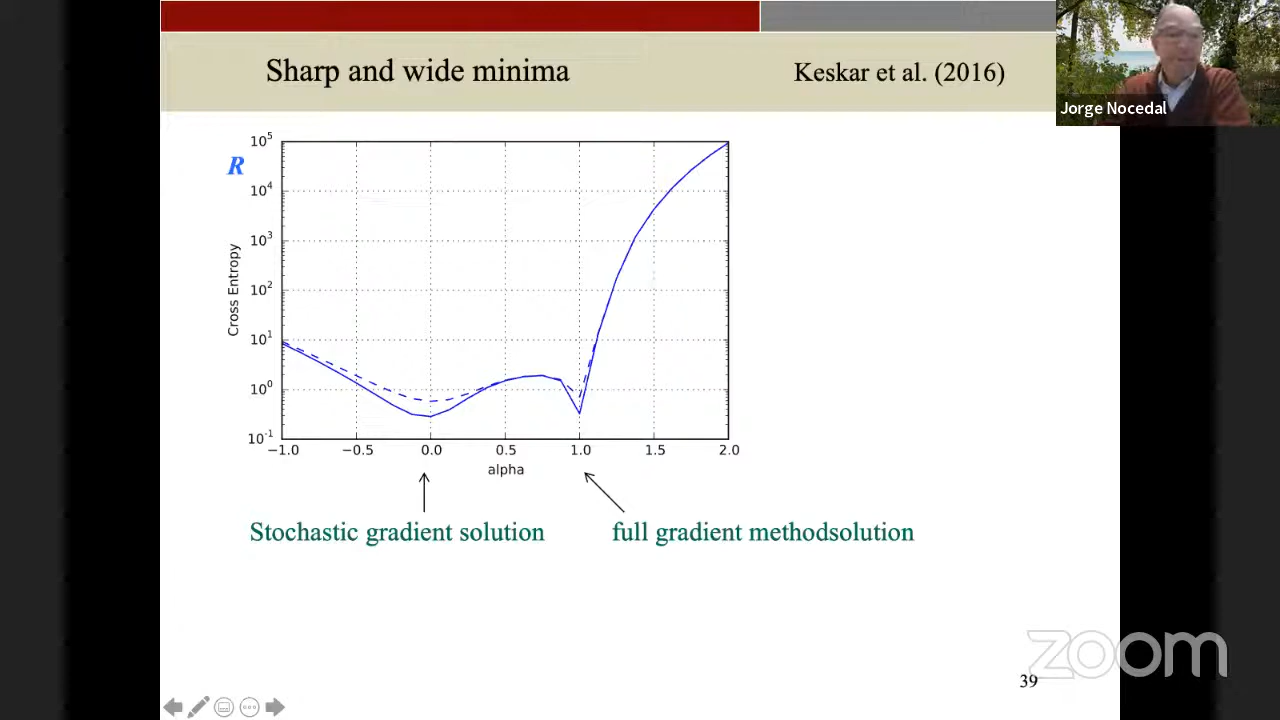 Sharp and wide minima
Keskar et al. (2016)
Jorge Nocedal
R
10^5
10^4
10^3
10^2
10^1
10^0
10^-1
Cross Entropy
−1.0 −0.5 0.0 0.5 1.0 1.5 2.0
alpha
Stochastic gradient solution
full gradient methodsolution
zoom
39